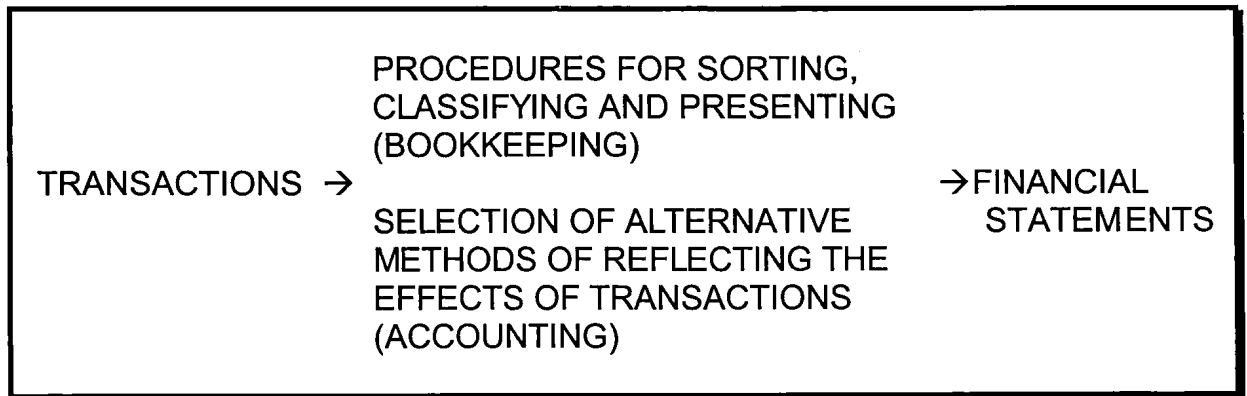 PROCEDURES FOR SORTING,
CLASSIFYING AND PRESENTING
(BOOKKEEPING)
TRANSACTIONS →
→FINANCIAL
STATEMENTS
SELECTION OF ALTERNATIVE
METHODS OF REFLECTING THE
EFFECTS OF TRANSACTIONS
(ACCOUNTING)